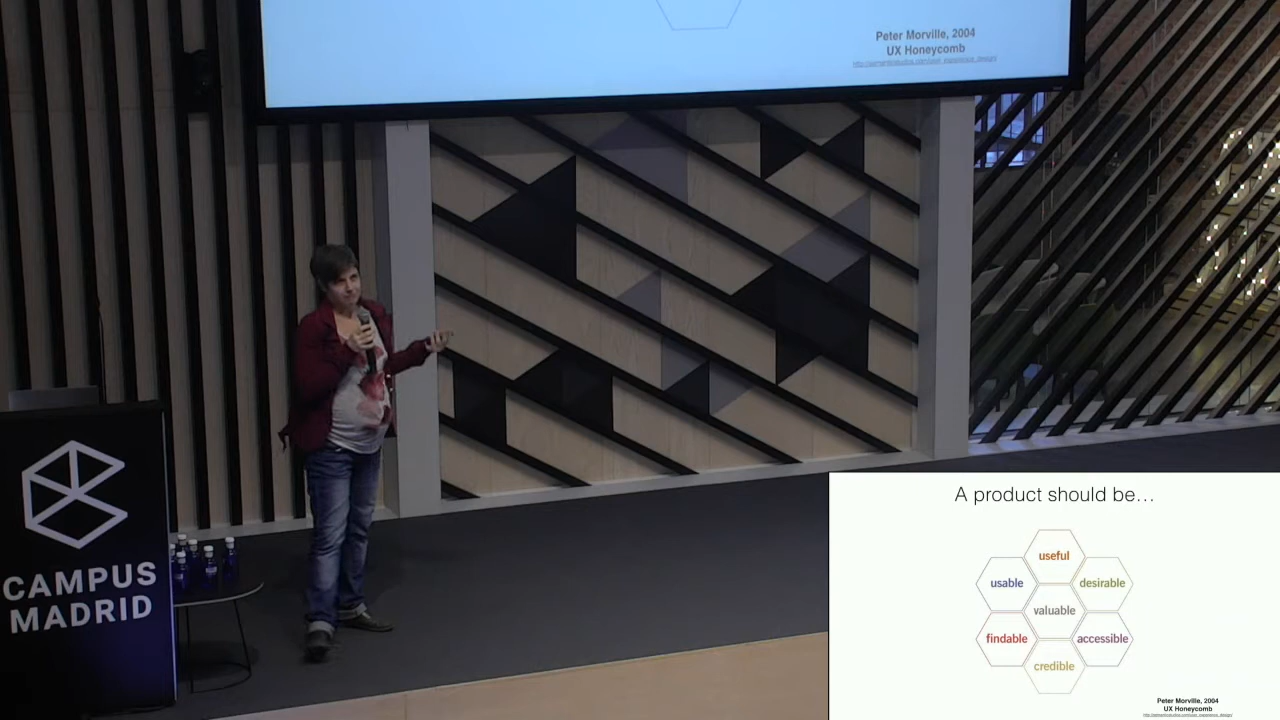 Peter Morville, 2004
UX Honeycomb
CAMPUS
MADRID
A product should be...
useful
usable
desirable
valuable
findable
accessible
credible
Peter Morville, 2004
UX Honeycomb